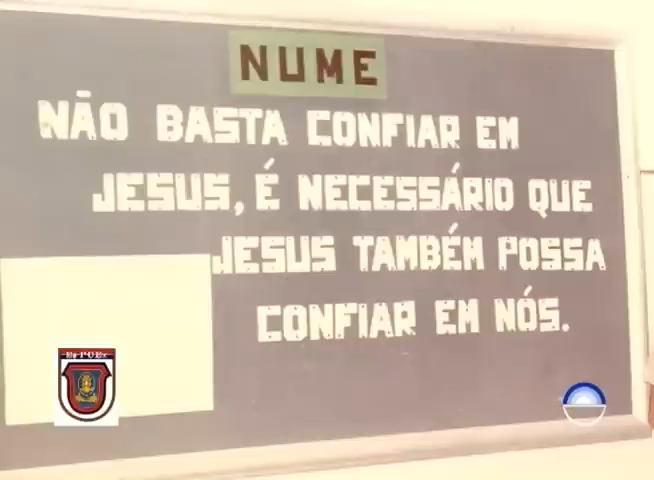 NUME
NÃO BASTA CONFIAR EM
JESUS, É NECESSÁRIO QUE
JESUS TAMBÉM POSSA
CONFIAR EM NÓS.